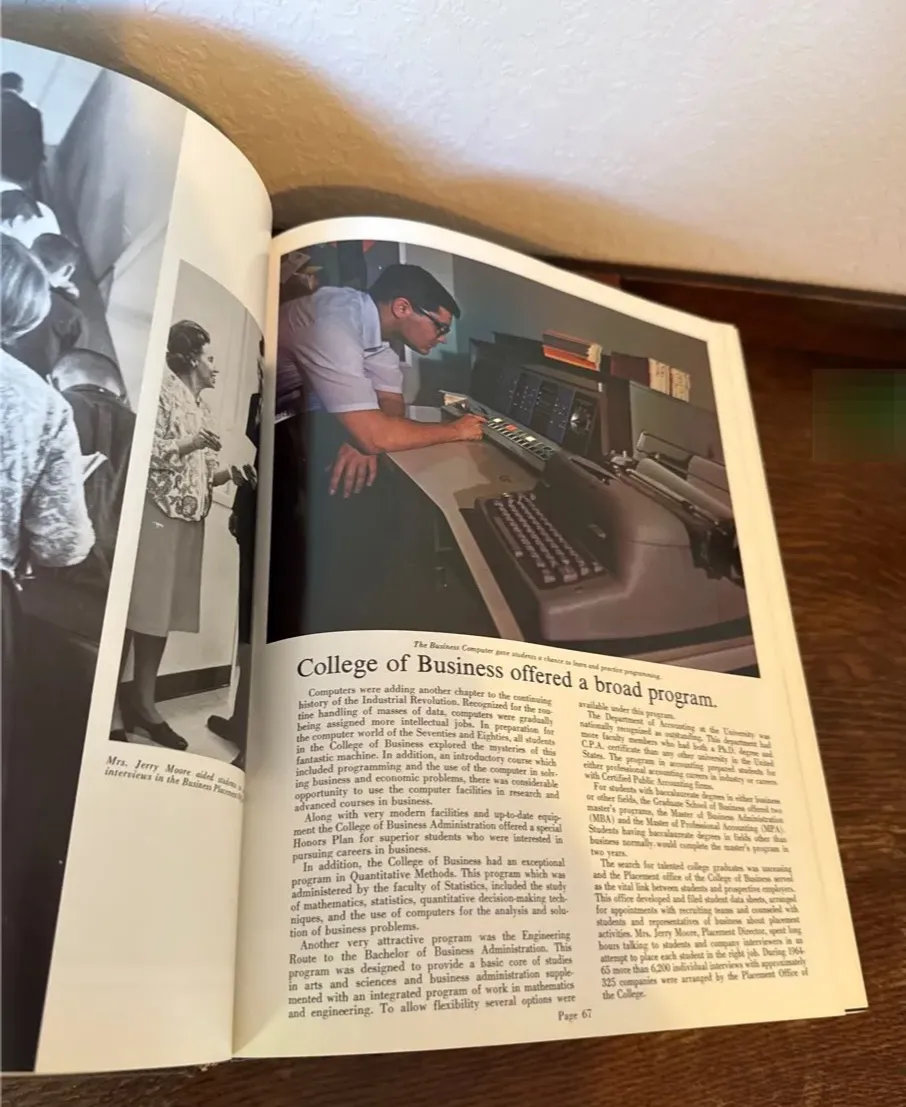 Mrs. Jerry Moore aided students
interviews in the Business Placement
The Business Computer gave students a chance to learn and practice programming.
College of Business offered a broad program.
Computers were adding another chapter to the continuing
history of the Industrial Revolution. Recognized for the rou-
tine handling of masses of data, computers were gradually
being assigned more intellectual jobs. In preparation for
the computer world of the Seventies and Eighties, all students
in the College of Business explored the mysteries of this
fantastic machine. In addition, an introductory course which
included programming and the use of the computer in solv-
ing business and economic problems, there was considerable
opportunity to use the computer facilities in research and
advanced courses in business.
Along with very modern facilities and up-to-date equip-
ment the College of Business Administration offered a special
Honors Plan for superior students who were interested in
pursuing careers in business.
In addition, the College of Business had an exceptional
program in Quantitative Methods. This program which was
administered by the faculty of Statistics, included the study
of mathematics, statistics, quantitative decision-making tech-
niques, and the use of computers for the analysis and solu-
tion of business problems.
Another very attractive program was the Engineering
Route to the Bachelor of Business Administration. This
program was designed to provide a basic core of studies
in arts and sciences and business administration supple-
mented with an integrated program of work in mathematics
and engineering. To allow flexibility several options were
available under this program.
The Department of Accounting at the University was
nationally recognized as outstanding. This department had
more faculty members who had both a Ph.D. degree and
C.P.A. certificate than any other university in the United
States. The program in accounting prepared students for
either professional accounting careers in industry or careers
with Certified Public Accounting firms.
For students with baccalaureate degrees in either business
or other fields, the Graduate School of Business offered two
master's programs, the Master of Business Administration
(MBA) and the Master of Professional Accounting (MPA).
Students having baccalaureate degrees in fields other than
business normally would complete the master's program in
two years.
The search for talented college graduates was increasing
and the Placement office of the College of Business served
as the vital link between students and prospective employers.
This office developed and filed student data sheets, arranged
for appointments with recruiting teams and counseled with
students and representatives of business about placement
activities. Mrs. Jerry Moore, Placement Director, spent long
hours talking to students and company interviewers in an
attempt to place each student in the right job. During 1964-
65 more than 6,200 individual interviews with approximately
325 companies were arranged by the Placement Office of
the College.
Page 67